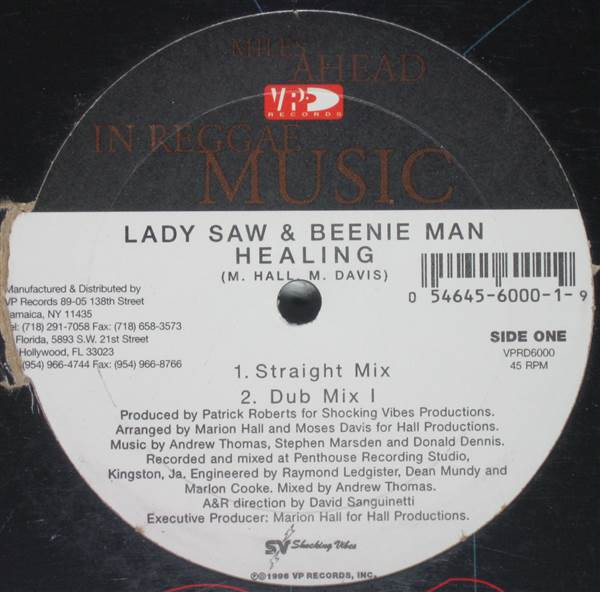 MILES
AHEAD
VP
RECORDS
IN REGGAE
MUSIC
LADY SAW & BEENIE MAN
HEALING
(M. HALL, M. DAVIS)
0 54645-6000-1-9
Manufactured & Distributed by
VP Records 89-05 138th Street
Jamaica, NY 11435
Tel: (718) 291-7058 Fax: (718) 658-3573
Florida, 5893 S.W. 21st Street
Hollywood, FL 33023
(954) 966-4744 Fax: (954) 966-8766
SIDE ONE
VPRD6000
45 RPM
1. Straight Mix
2. Dub Mix I
Produced by Patrick Roberts for Shocking Vibes Productions.
Arranged by Marion Hall and Moses Davis for Hall Productions.
Music by Andrew Thomas, Stephen Marsden and Donald Dennis.
Recorded and mixed at Penthouse Recording Studio,
Kingston, Ja. Engineered by Raymond Ledgister, Dean Mundy and
Marlon Cooke. Mixed by Andrew Thomas.
A&R direction by David Sanguinetti
Executive Producer: Marion Hall for Hall Productions.
SV Shocking Vibes
℗©1996 VP RECORDS, INC.